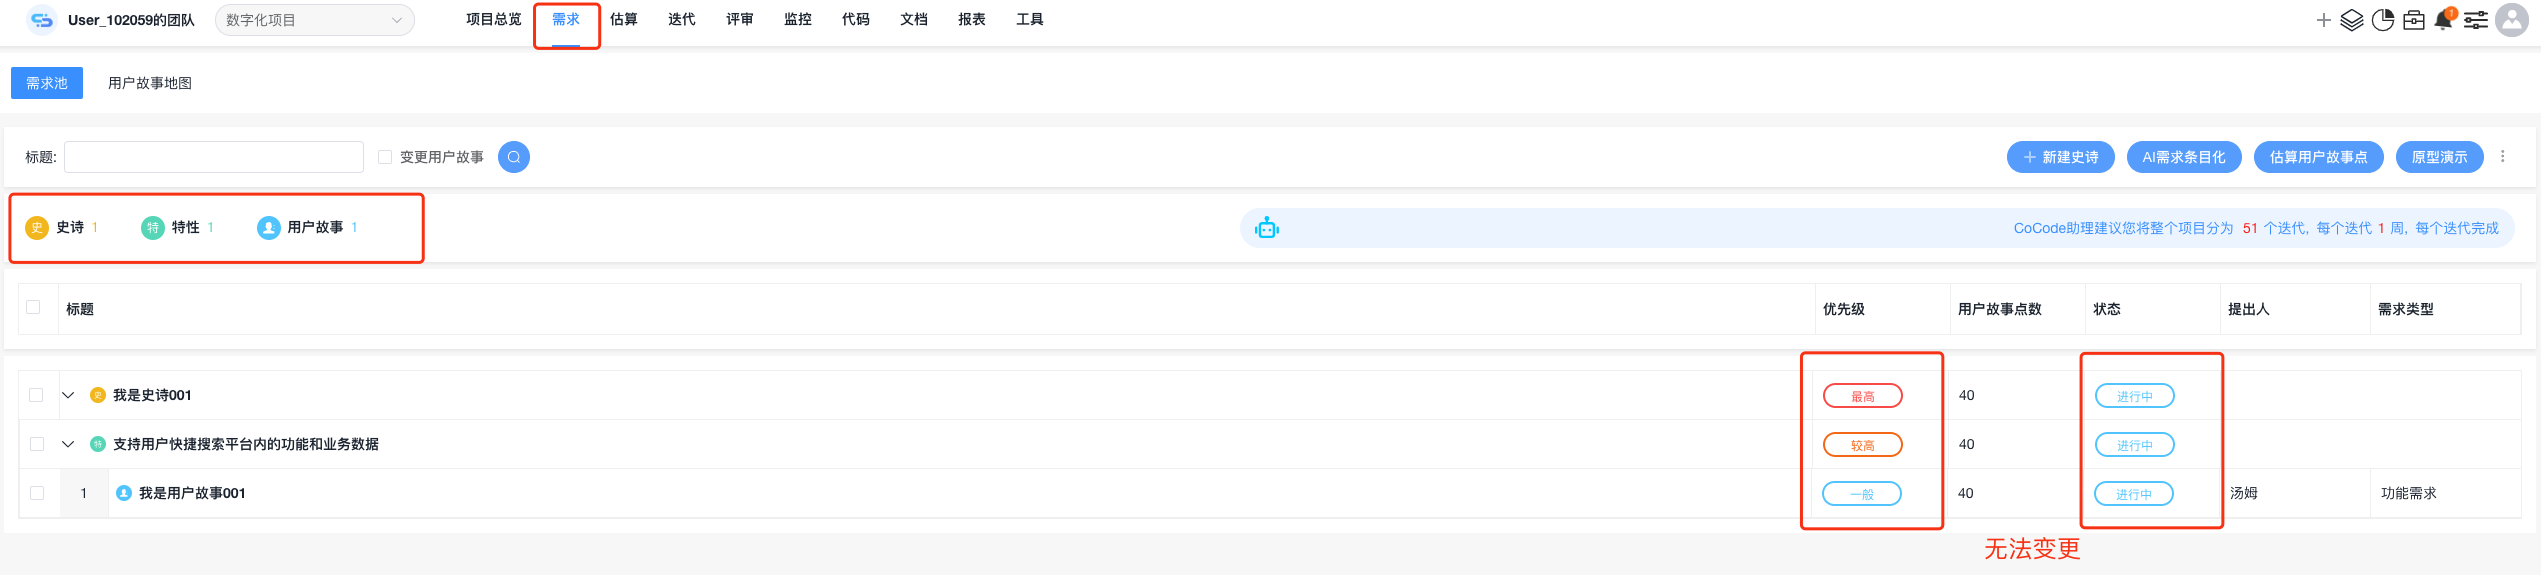 User_102059的团队 数字化项目 项目总览 需求 估算 迭代 评审 监控 代码 文档 报表 工具 1
需求池 用户故事地图
标题: 变更用户故事 新建史诗 AI需求条目化 估算用户故事点 原型演示
史 史诗 1 特 特性 1 用户故事 1 CoCode助理建议您将整个项目分为 51 个迭代, 每个迭代 1 周, 每个迭代完成
标题 优先级 用户故事点数 状态 提出人 需求类型
史 我是史诗001 最高 40 进行中
特 支持用户快捷搜索平台内的功能和业务数据 较高 40 进行中
1 我是用户故事001 一般 40 进行中 汤姆 功能需求
无法变更